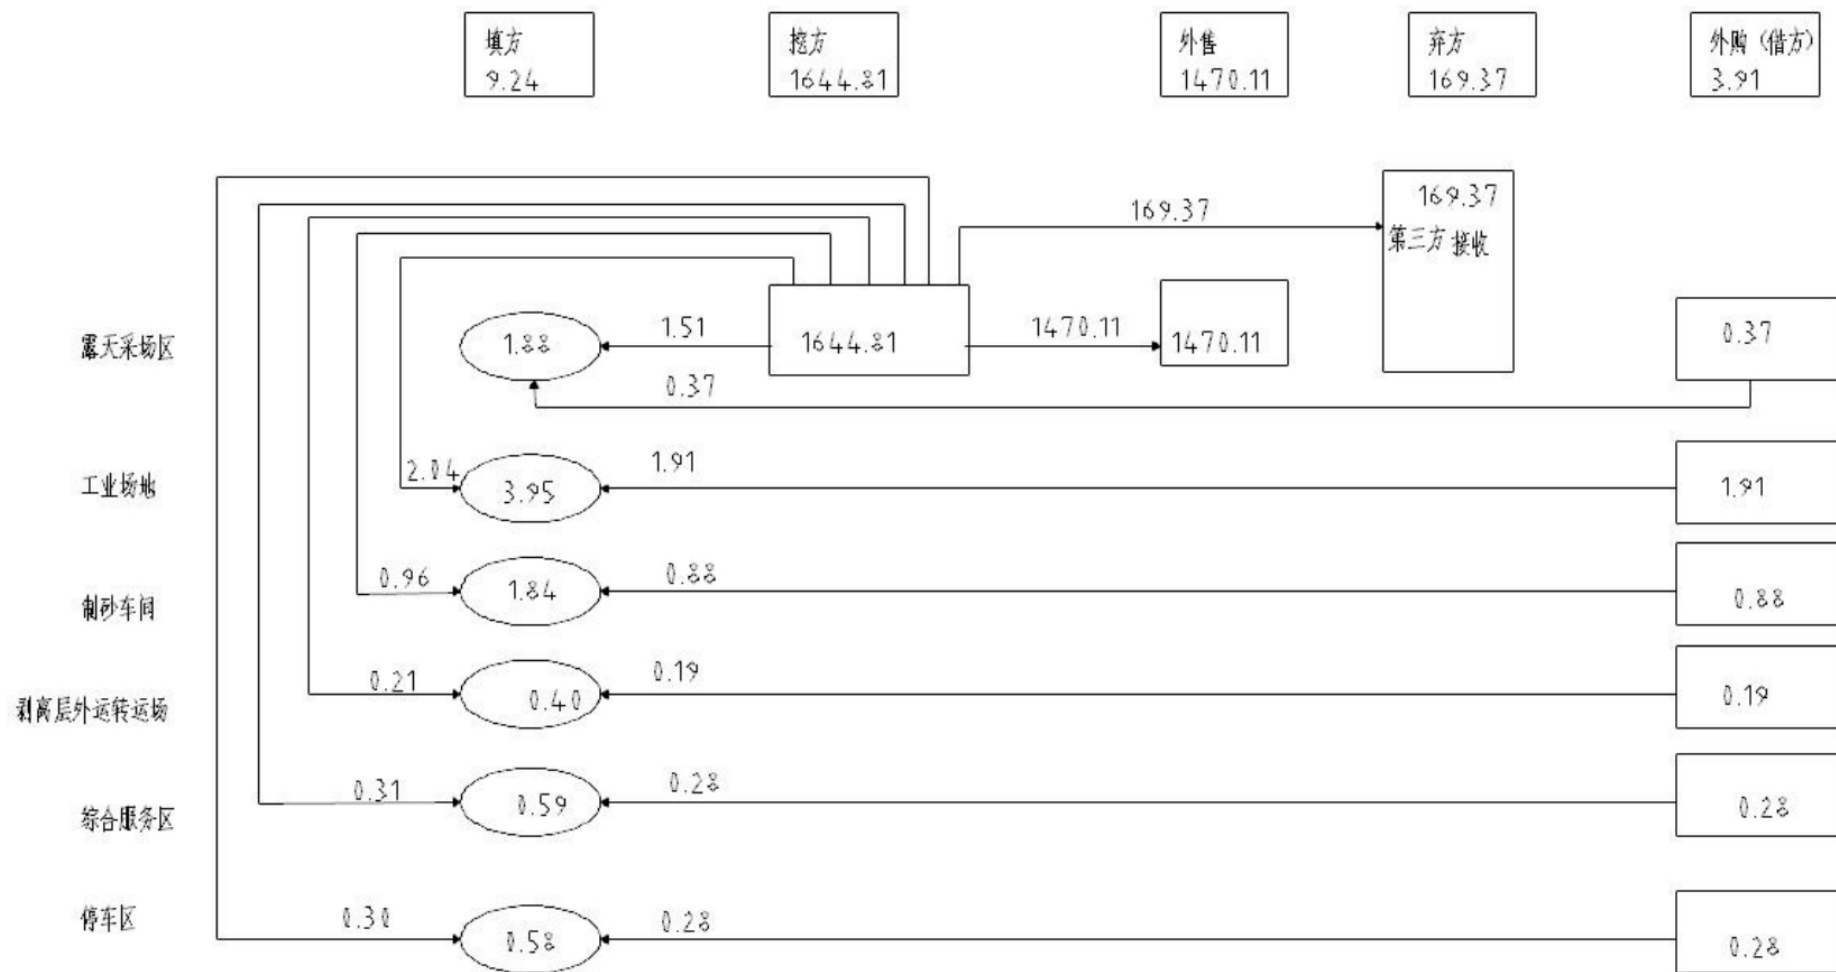 填方
9.24
挖方
1644.81
外售
1470.11
弃方
169.37
外购（借方）
3.91
169.37
169.37
第三方接收
露天采场区
1.88
1.51
1644.81
1470.11
1470.11
0.37
0.37
工业场地
2.04
3.95
1.91
1.91
制砂车间
0.96
1.84
0.88
0.88
剥离层外运转运场
0.21
0.40
0.19
0.19
综合服务区
0.31
0.59
0.28
0.28
停车区
0.30
0.58
0.28
0.28